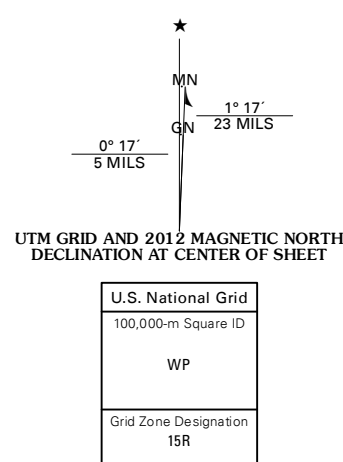 ★
MN
GN
1° 17´
23 MILS
0° 17´
5 MILS
UTM GRID AND 2012 MAGNETIC NORTH
DECLINATION AT CENTER OF SHEET
U.S. National Grid
100,000-m Square ID
WP
Grid Zone Designation
15R